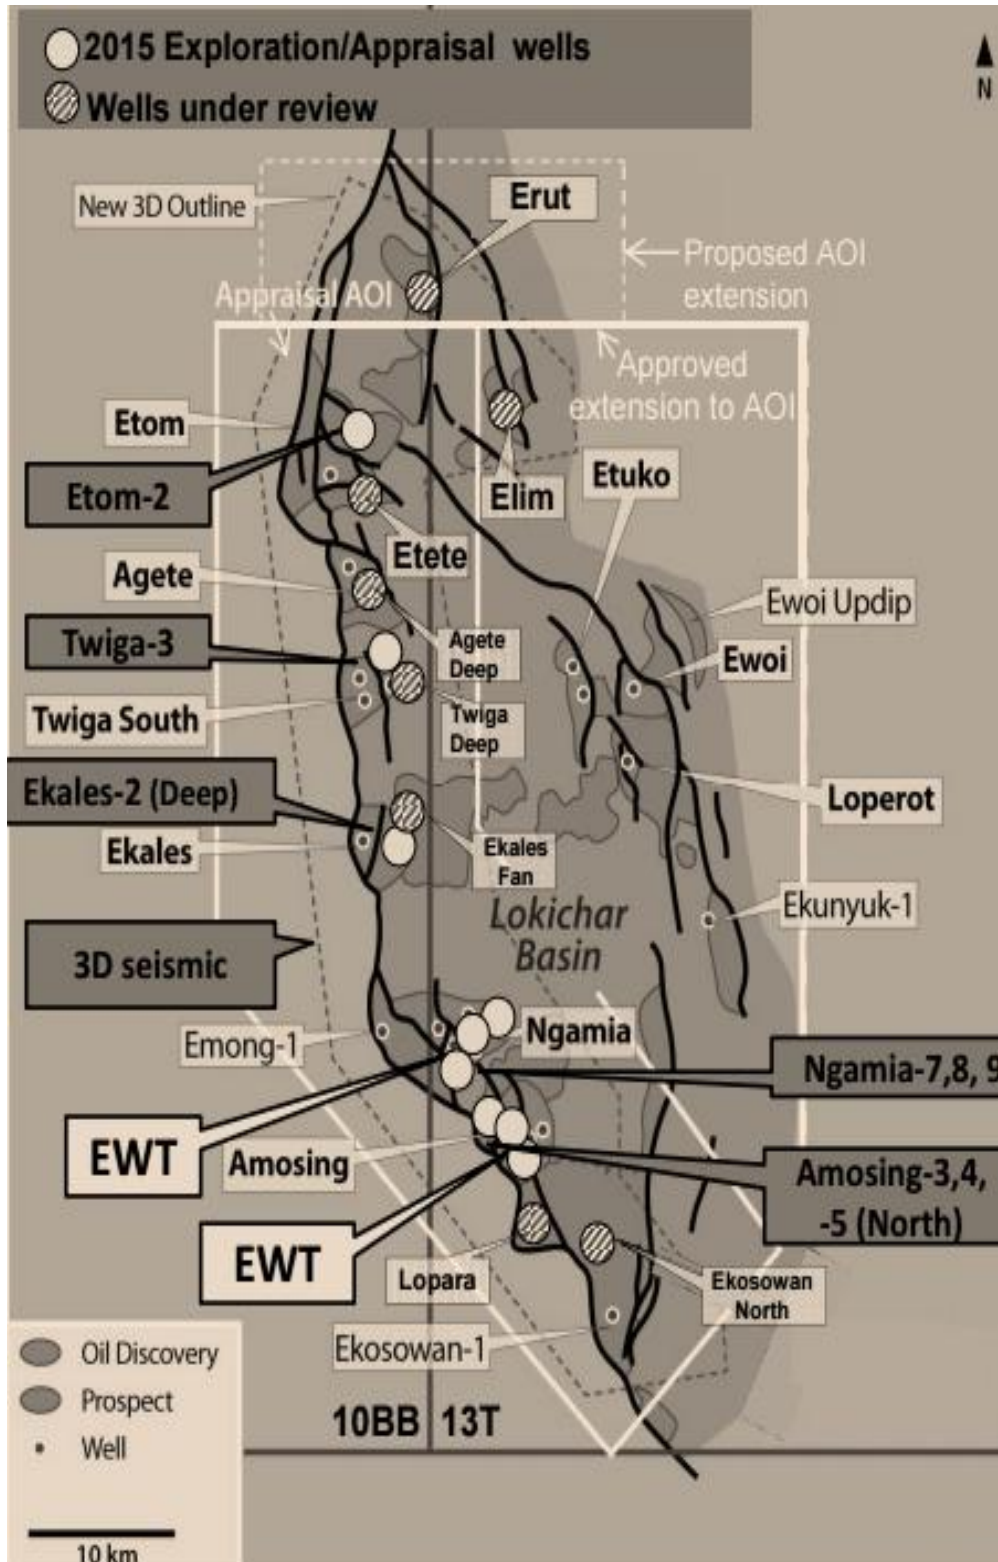 2015 Exploration/Appraisal wells
Wells under review
N
New 3D Outline
Erut
Proposed AOI
extension
Appraisal AOI
Approved
extension to AOI
Etom
Etom-2
Elim
Etuko
Etete
Agete
Ewoi Updip
Twiga-3
Agete
Deep
Ewoi
Twiga South
Twiga
Deep
Ekales-2 (Deep)
Loperot
Ekales
Ekales
Fan
Ekunyuk-1
Lokichar
Basin
3D seismic
Emong-1
Ngamia
Ngamia-7,8, 9
EWT
Amosing
Amosing-3,4,
-5 (North)
EWT
Lopara
Ekosowan
North
Ekosowan-1
Oil Discovery
Prospect
Well
10BB 13T
10 km